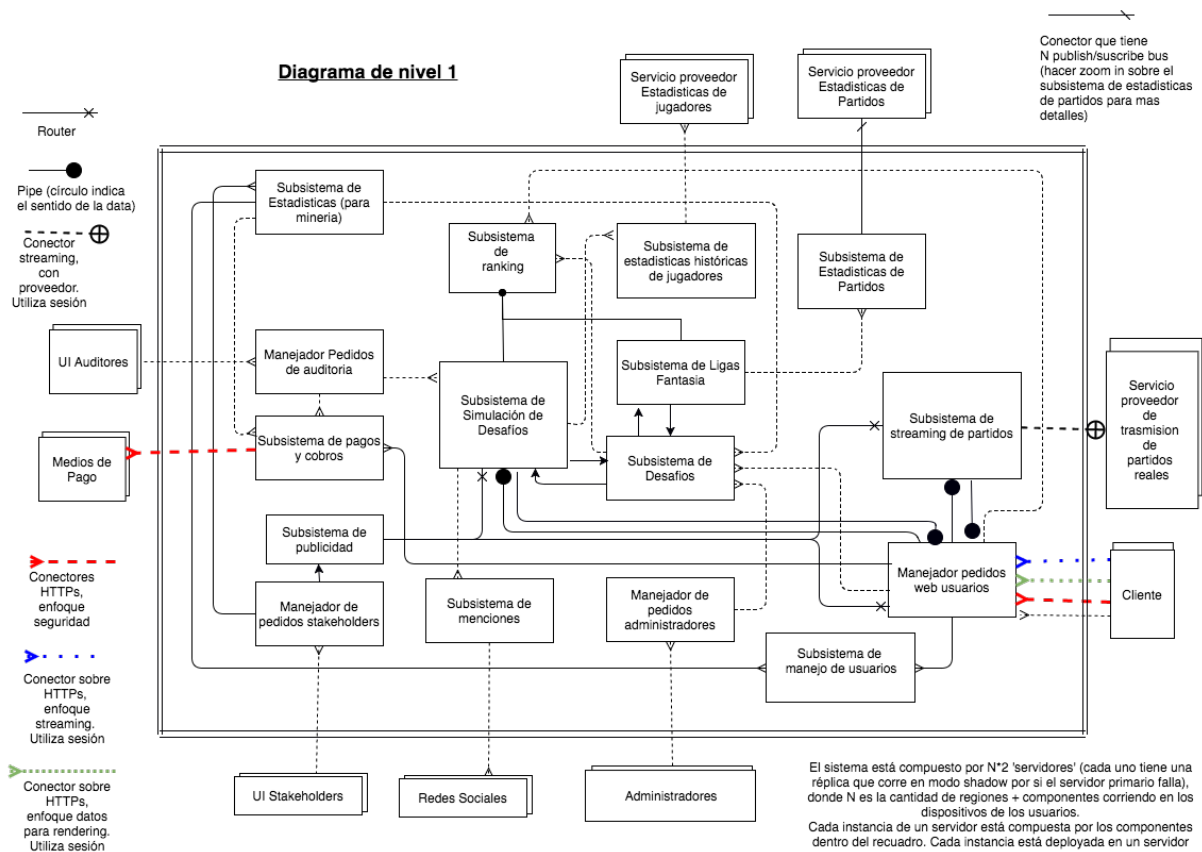 Diagrama de nivel 1
Router
Pipe (círculo indica
el sentido de la data)
Conector
streaming,
con
proveedor.
Utiliza sesión
Conector que tiene
N publish/suscribe bus
(hacer zoom in sobre el
subsistema de estadisticas
de partidos para mas
detalles)
Servicio proveedor
Estadisticas de
jugadores
Servicio proveedor
Estadisticas de
Partidos
Subsistema de
Estadisticas (para
mineria)
Subsistema
de
ranking
Subsistema de
estadisticas históricas
de jugadores
Subsistema de
Estadisticas de
Partidos
UI Auditores
Manejador Pedidos
de auditoria
Subsistema de
Simulación de
Desafíos
Subsistema de Ligas
Fantasia
Subsistema de
streaming de partidos
Servicio
proveedor
de
trasmision
de
partidos
reales
Medios de
Pago
Subsistema de pagos
y cobros
Subsistema de
Desafios
Subsistema de
publicidad
Manejador pedidos
web usuarios
Cliente
Conectores
HTTPs,
enfoque
seguridad
Manejador de
pedidos stakeholders
Subsistema de
menciones
Manejador de
pedidos
administradores
Subsistema de
manejo de usuarios
Conector sobre
HTTPs,
enfoque
streaming.
Utiliza sesión
Conector sobre
HTTPs,
enfoque datos
para rendering.
Utiliza sesión
UI Stakeholders
Redes Sociales
Administradores
El sistema está compuesto por N*2 'servidores' (cada uno tiene una
réplica que corre en modo shadow por si el servidor primario falla),
donde N es la cantidad de regiones + componentes corriendo en los
dispositivos de los usuarios.
Cada instancia de un servidor está compuesta por los componentes
dentro del recuadro. Cada instancia está deployada en un servidor